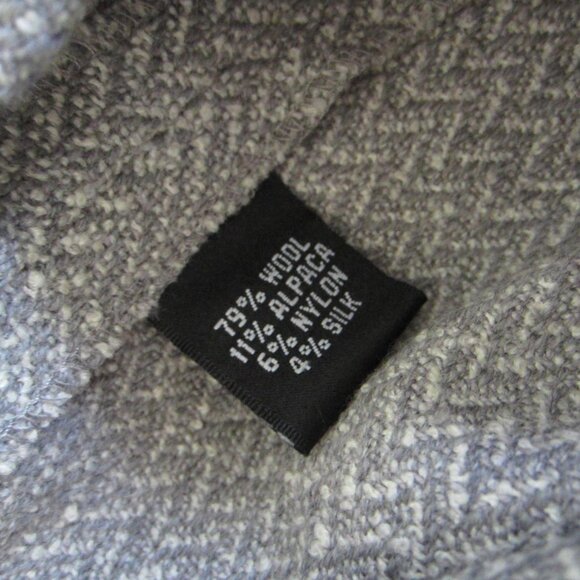 79% WOOL
11% ALPACA
6% NYLON
4% SILK